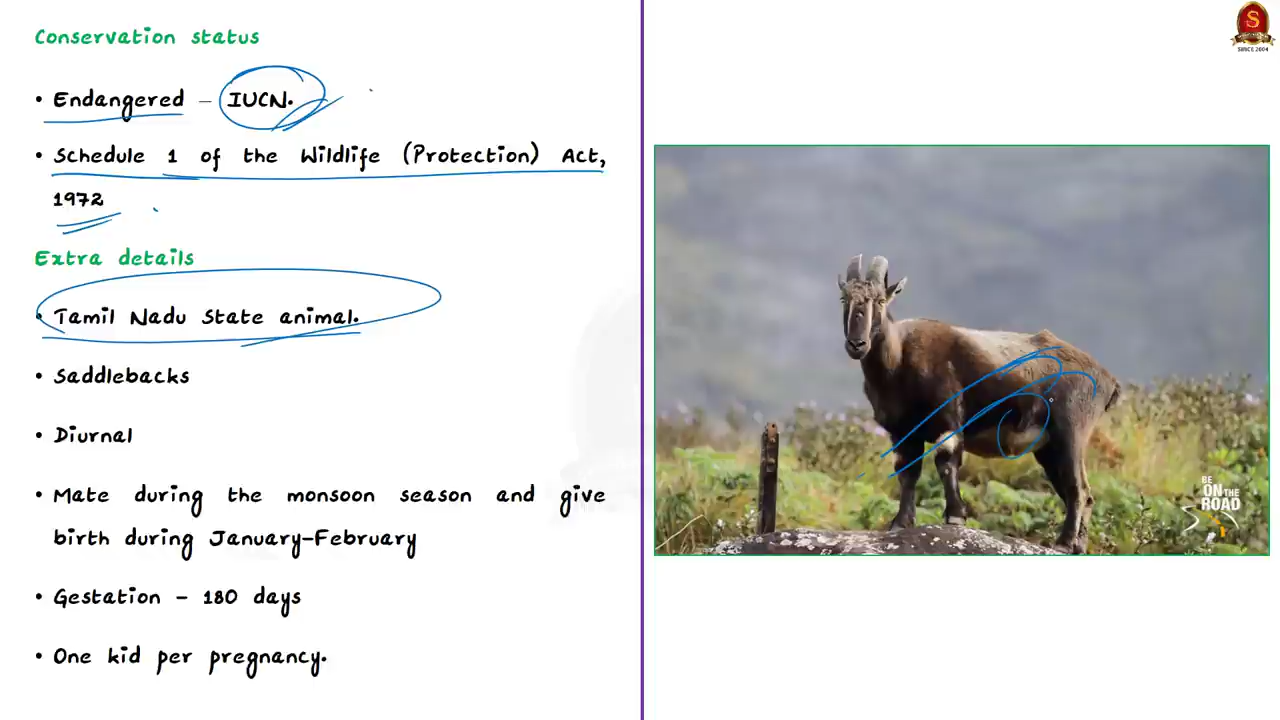 Conservation status
• Endangered – IUCN.
• Schedule 1 of the Wildlife (Protection) Act,
1972
Extra details
• Tamil Nadu State animal.
• Saddlebacks
• Diurnal
• Mate during the monsoon season and give
birth during January-February
• Gestation – 180 days
• One kid per pregnancy.
S
SINCE 2004
BE
ON THE
ROAD